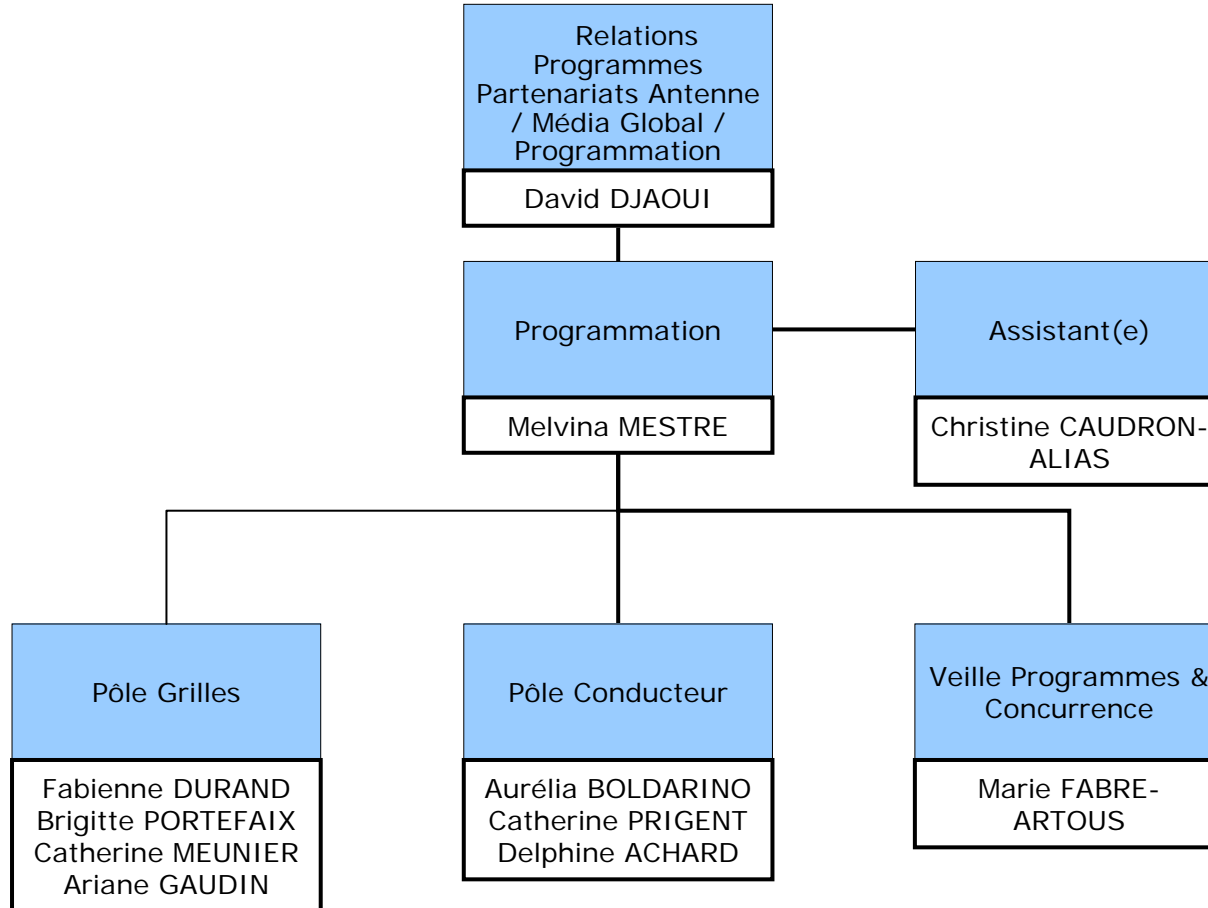 Relations
Programmes
Partenariats Antenne
/ Média Global /
Programmation
David DJAOUI
Programmation
Melvina MESTRE
Assistant(e)
Christine CAUDRON-
ALIAS
Pôle Grilles
Fabienne DURAND
Brigitte PORTEFAIX
Catherine MEUNIER
Ariane GAUDIN
Pôle Conducteur
Aurélia BOLDARINO
Catherine PRIGENT
Delphine ACHARD
Veille Programmes &
Concurrence
Marie FABRE-
ARTOUS